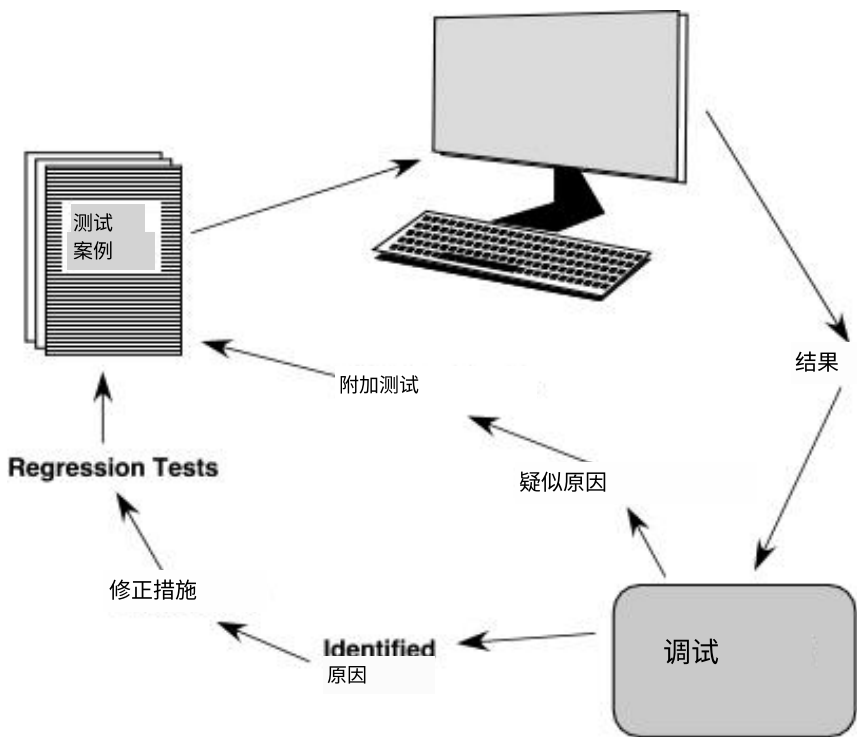 测试
案例
结果
附加测试
Regression Tests
疑似原因
修正措施
Identified
原因
调试